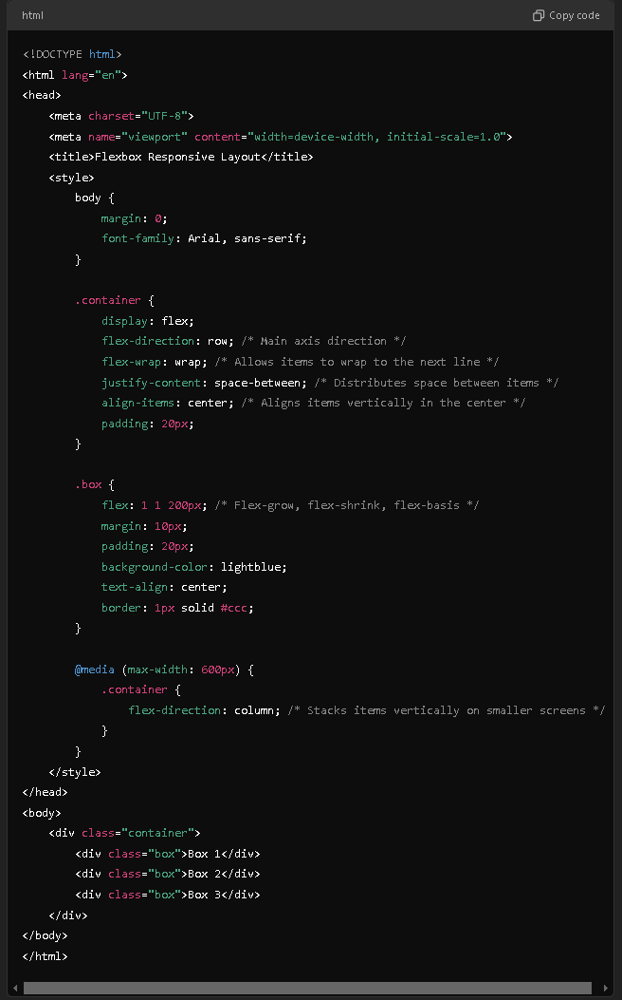 html
Copy code
<!DOCTYPE html>
<html lang="en">
<head>
    <meta charset="UTF-8">
    <meta name="viewport" content="width=device-width, initial-scale=1.0">
    <title>Flexbox Responsive Layout</title>
    <style>
        body {
            margin: 0;
            font-family: Arial, sans-serif;
        }

        .container {
            display: flex;
            flex-direction: row; /* Main axis direction */
            flex-wrap: wrap; /* Allows items to wrap to the next line */
            justify-content: space-between; /* Distributes space between items */
            align-items: center; /* Aligns items vertically in the center */
            padding: 20px;
        }

        .box {
            flex: 1 1 200px; /* Flex-grow, flex-shrink, flex-basis */
            margin: 10px;
            padding: 20px;
            background-color: lightblue;
            text-align: center;
            border: 1px solid #ccc;
        }

        @media (max-width: 600px) {
            .container {
                flex-direction: column; /* Stacks items vertically on smaller screens */
            }
        }
    </style>
</head>
<body>
    <div class="container">
        <div class="box">Box 1</div>
        <div class="box">Box 2</div>
        <div class="box">Box 3</div>
    </div>
</body>
</html>